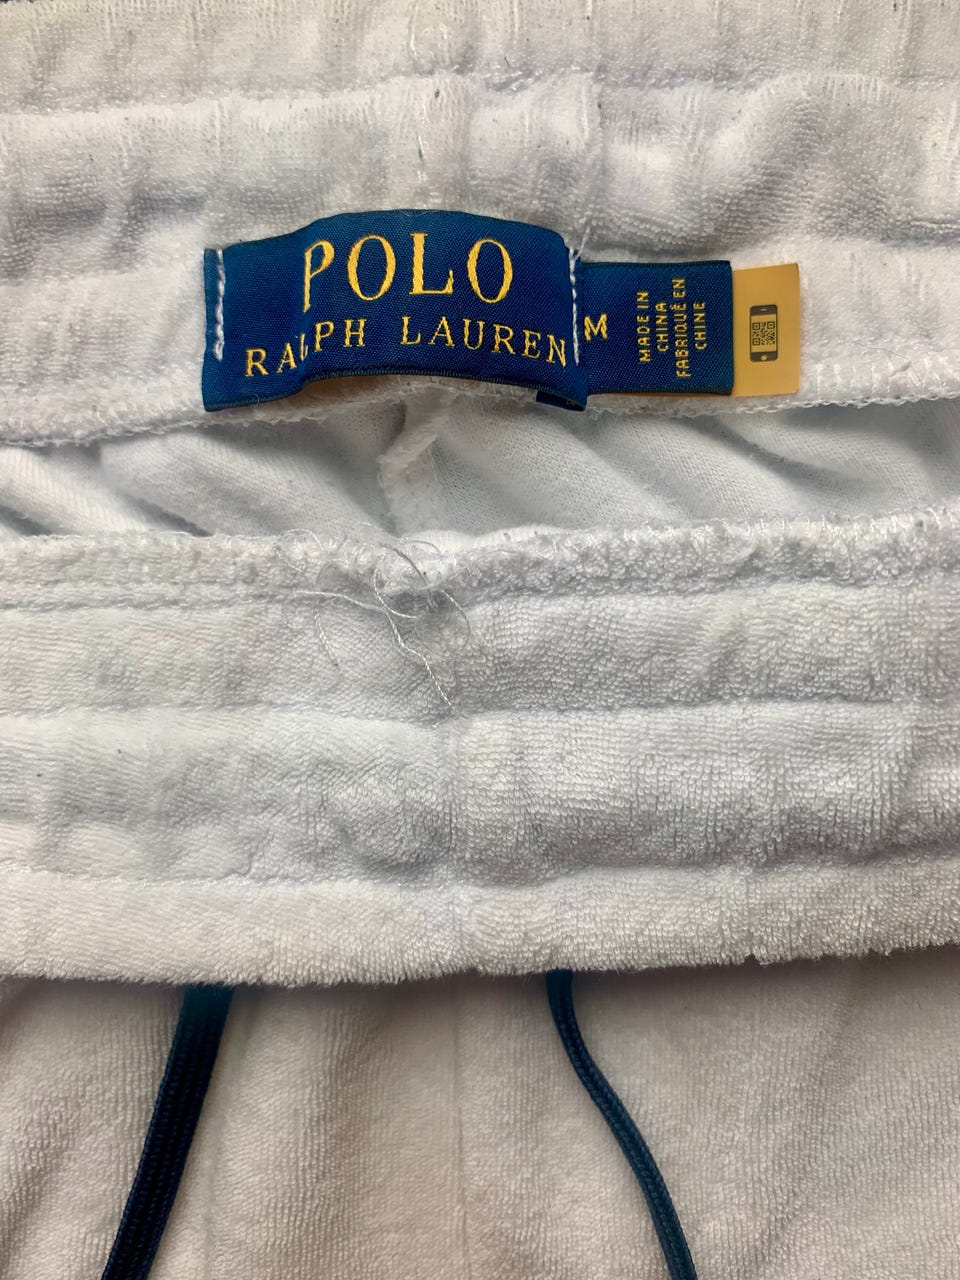 POLO
RALPH LAUREN
M
MADE IN
CHINA
FABRIQUÉ EN
CHINE